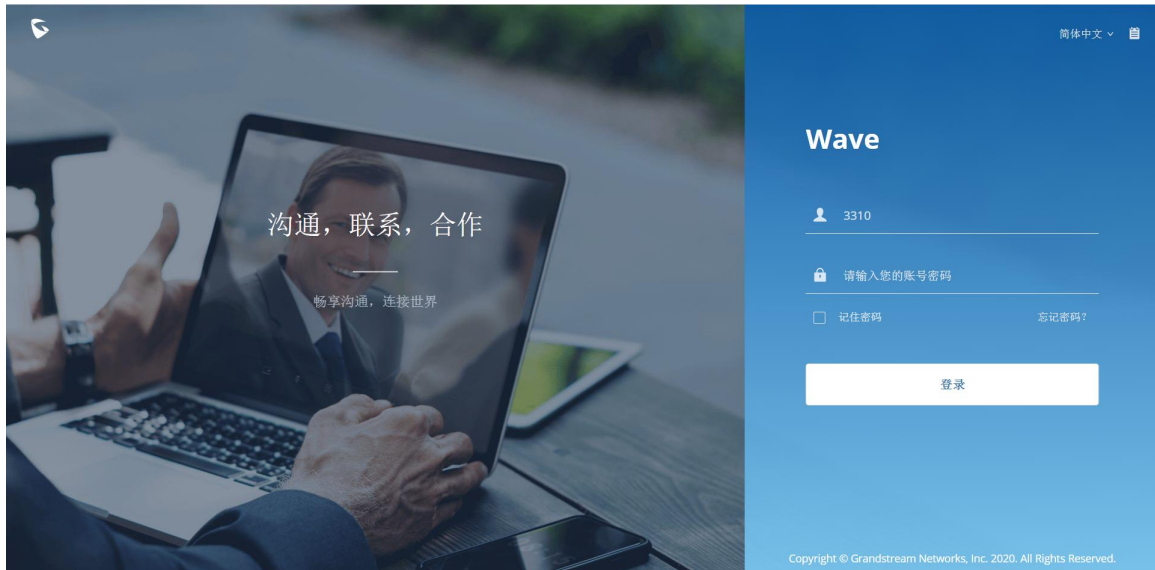 沟通，联系，合作
畅享沟通，连接世界
简体中文
Wave
3310
请输入您的账号密码
记住密码
忘记密码？
登录
Copyright © Grandstream Networks, Inc. 2020. All Rights Reserved.